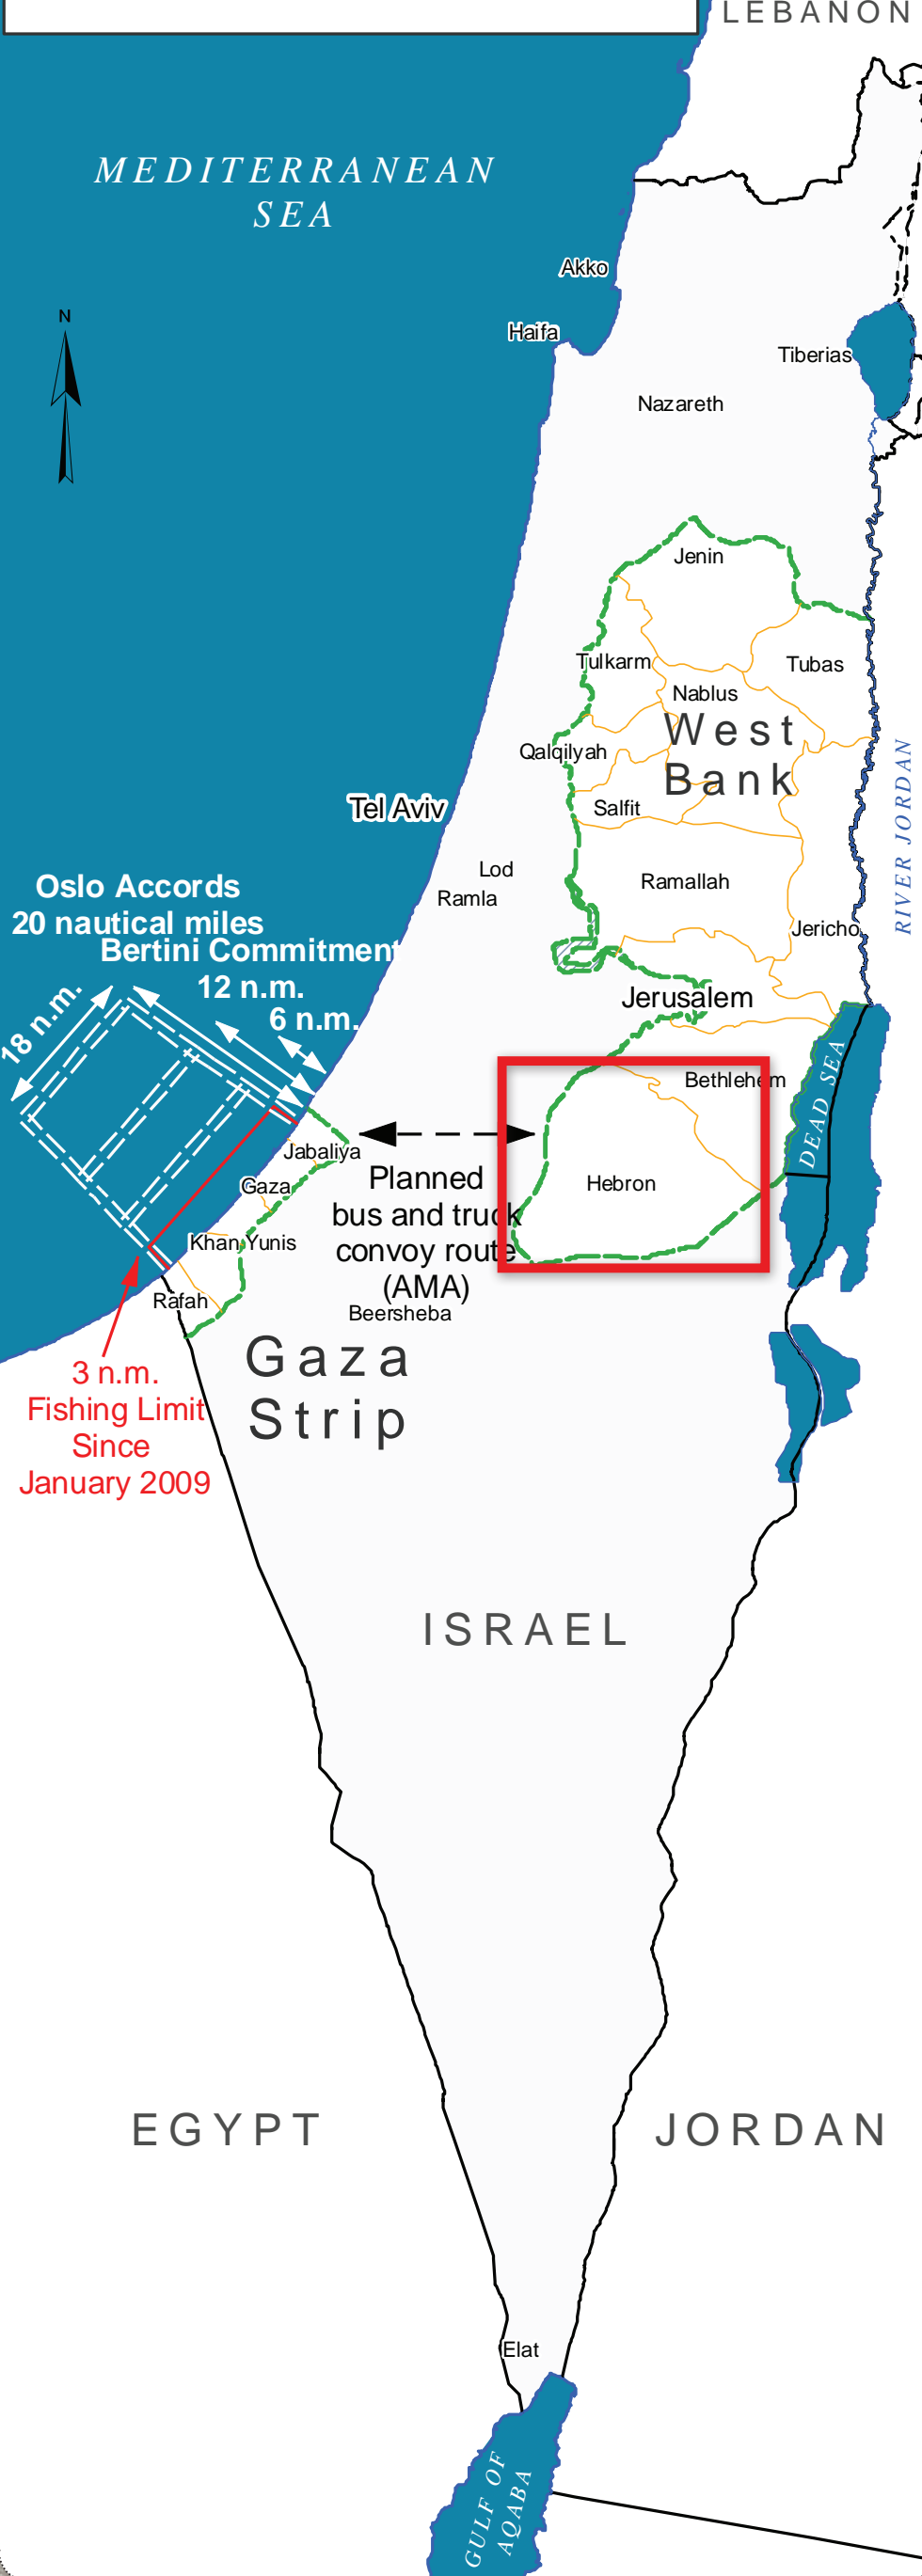 LEBANON
MEDITERRANEAN
SEA
Akko
N
Haifa
Tiberias
Nazareth
Jenin
Tulkarm
Tubas
Nablus
West
Bank
Qalqilyah
RIVER JORDAN
Salfit
Tel Aviv
Lod
Ramla
Ramallah
Oslo Accords
20 nautical miles
Jericho
Bertini Commitment
12 n.m.
6 n.m.
18 n.m.
Jerusalem
Bethlehem
DEAD SEA
Jabaliya
Planned
bus and truck
convoy route
(AMA)
Gaza
Hebron
Khan Yunis
Rafah
Beersheba
Gaza
Strip
3 n.m.
Fishing Limit
Since
January 2009
ISRAEL
EGYPT
JORDAN
Elat
GULF OF
AQABA